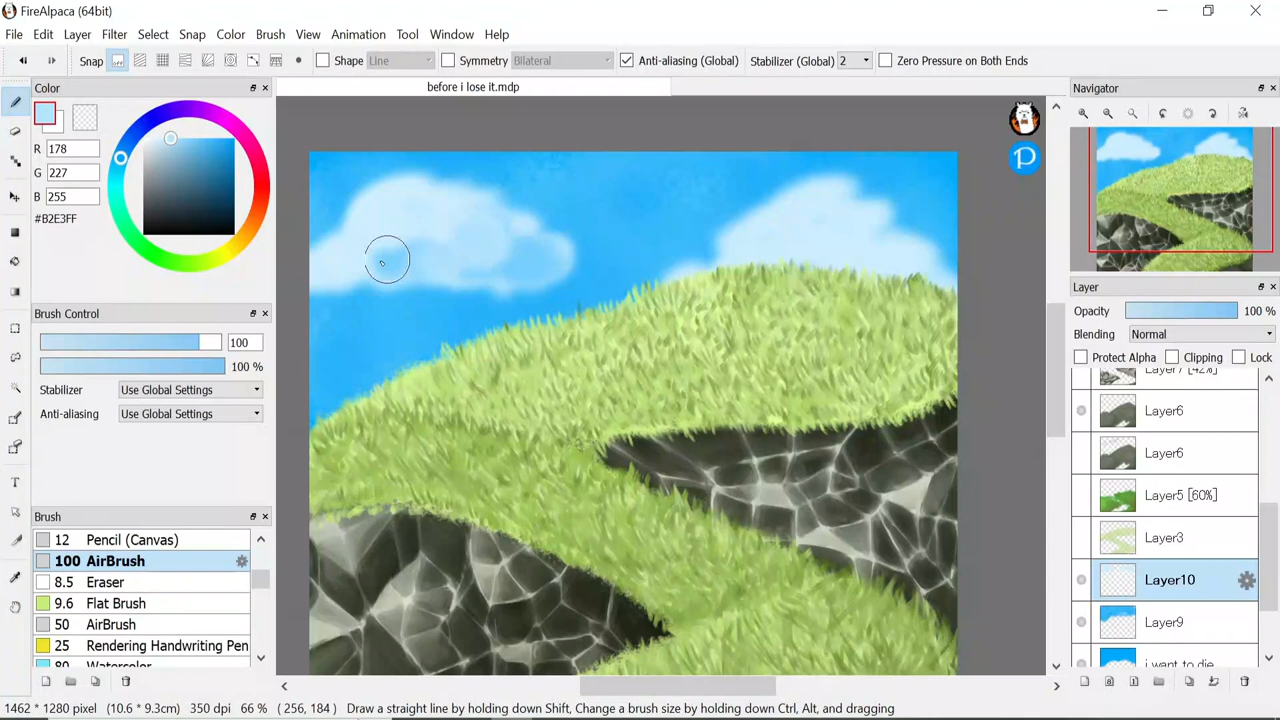 FireAlpaca (64bit)
File Edit Layer Filter Select Snap Color Brush View Animation Tool Window Help
Snap OFF Shape Line Symmetry Bilateral Anti-aliasing (Global) Stabilizer (Global) 2 Zero Pressure on Both Ends
Color
before i lose it.mdp
Navigator
R 178
G 227
B 255
#B2E3FF
Layer
Opacity 100 %
Blending Normal
Protect Alpha Clipping Lock
Brush Control
100
100 %
Stabilizer Use Global Settings
Anti-aliasing Use Global Settings
Layer7 [42%]
Layer6
Layer6
Layer5 [60%]
Layer3
Layer10
Layer9
i want to die
Brush
12 Pencil (Canvas)
100 AirBrush
8.5 Eraser
9.6 Flat Brush
50 AirBrush
25 Rendering Handwriting Pen
80 Watercolor
1462 * 1280 pixel (10.6 * 9.3cm) 350 dpi 66 % ( 256, 184 ) Draw a straight line by holding down Shift, Change a brush size by holding down Ctrl, Alt, and dragging